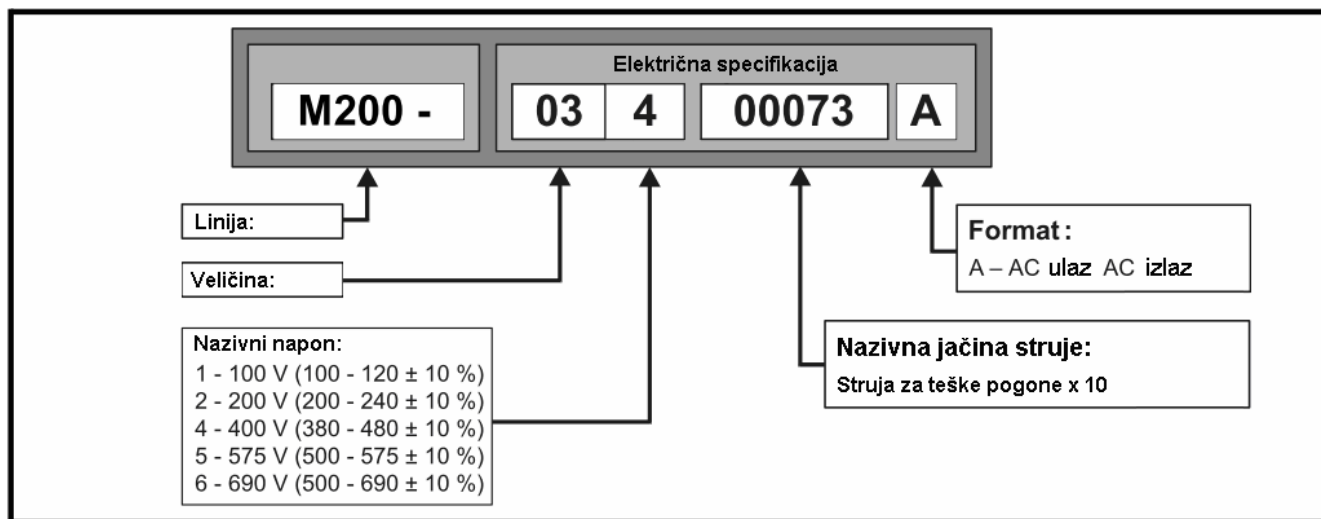 Električna specifikacija
M200 - 03 4 00073 A
Linija:
Veličina:
Nazivni napon:
1 - 100 V (100 - 120 ± 10 %)
2 - 200 V (200 - 240 ± 10 %)
4 - 400 V (380 - 480 ± 10 %)
5 - 575 V (500 - 575 ± 10 %)
6 - 690 V (500 - 690 ± 10 %)
Format:
A – AC ulaz AC izlaz
Nazivna jačina struje:
Struja za teške pogone x 10